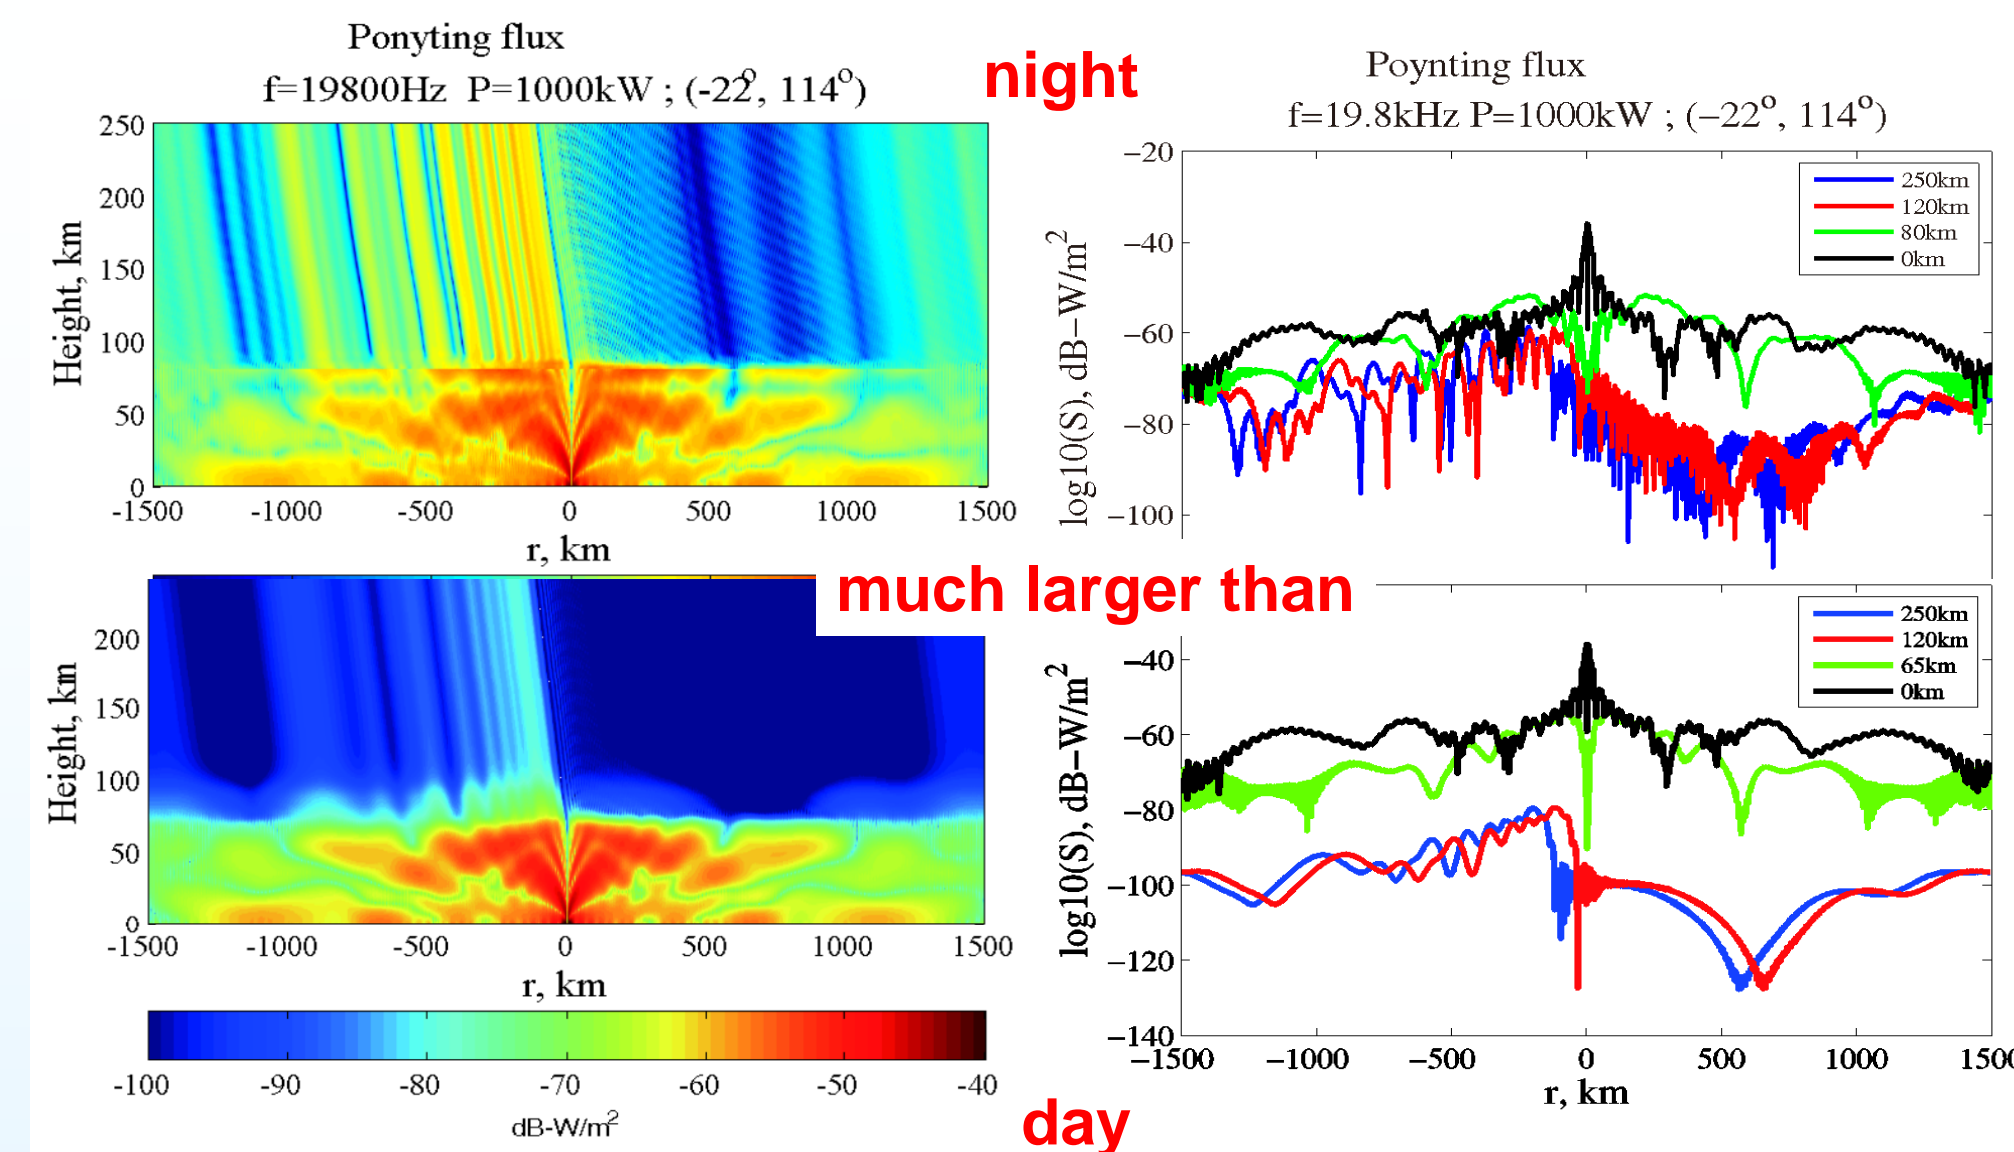 Ponyting flux
f=19800Hz P=1000kW ; (-22°, 114°)
night
Poynting flux
f=19.8kHz P=1000kW ; (−22°, 114°)
250
200
150
100
50
0
Height, km
-1500 -1000 -500 0 500 1000 1500
r, km
−20
−40
−60
−80
−100
log10(S), dB−W/m²
250km
120km
80km
0km
much larger than
200
150
100
50
0
Height, km
-1500 -1000 -500 0 500 1000 1500
r, km
−40
−60
−80
−100
−120
−140
log10(S), dB−W/m²
250km
120km
65km
0km
−1500 −1000 −500 0 500 1000 150
r, km
-100 -90 -80 -70 -60 -50 -40
dB-W/m²
day